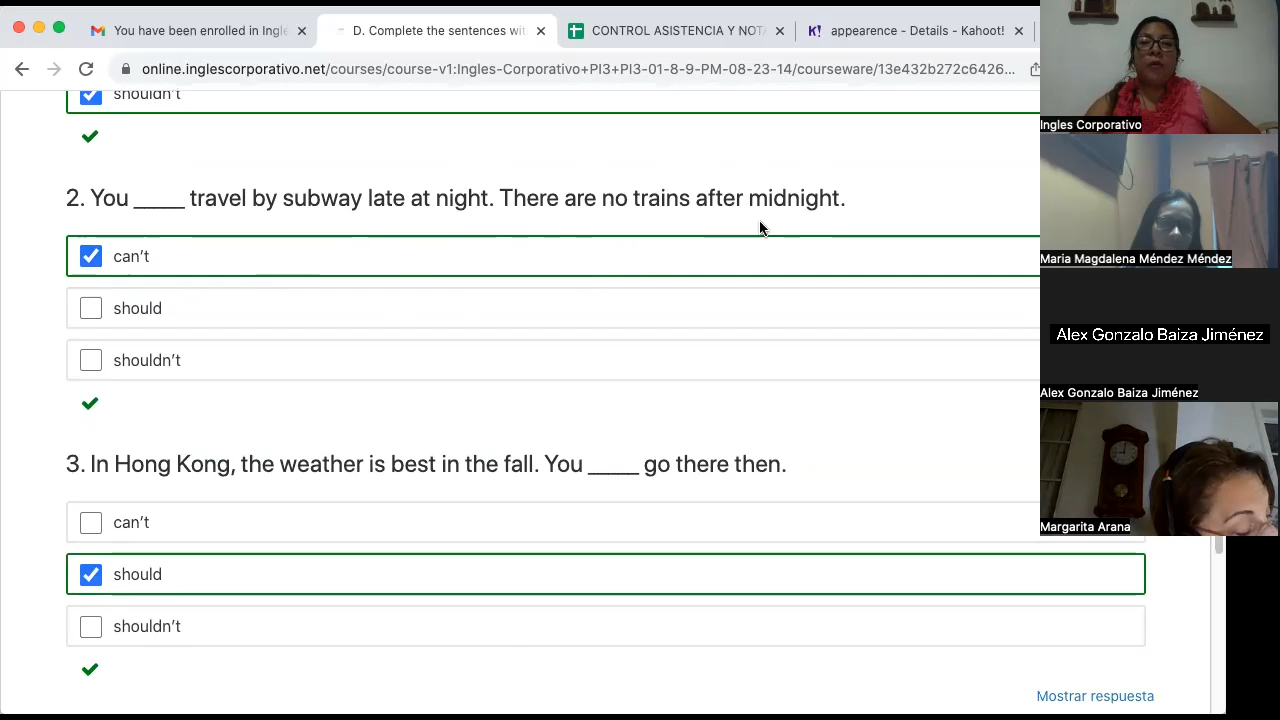 You have been enrolled in Ingle
D. Complete the sentences wit
CONTROL ASISTENCIA Y NOTA
appearence - Details - Kahoot!
online.inglescorporativo.net/courses/course-v1:Ingles-Corporativo+PI3+PI3-01-8-9-PM-08-23-14/courseware/13e432b272c6426...
shouldn't
2. You _____ travel by subway late at night. There are no trains after midnight.
can't
should
shouldn't
3. In Hong Kong, the weather is best in the fall. You _____ go there then.
can't
should
shouldn't
Mostrar respuesta
Ingles Corporativo
Maria Magdalena Méndez Méndez
Alex Gonzalo Baiza Jiménez
Alex Gonzalo Baiza Jiménez
Margarita Arana